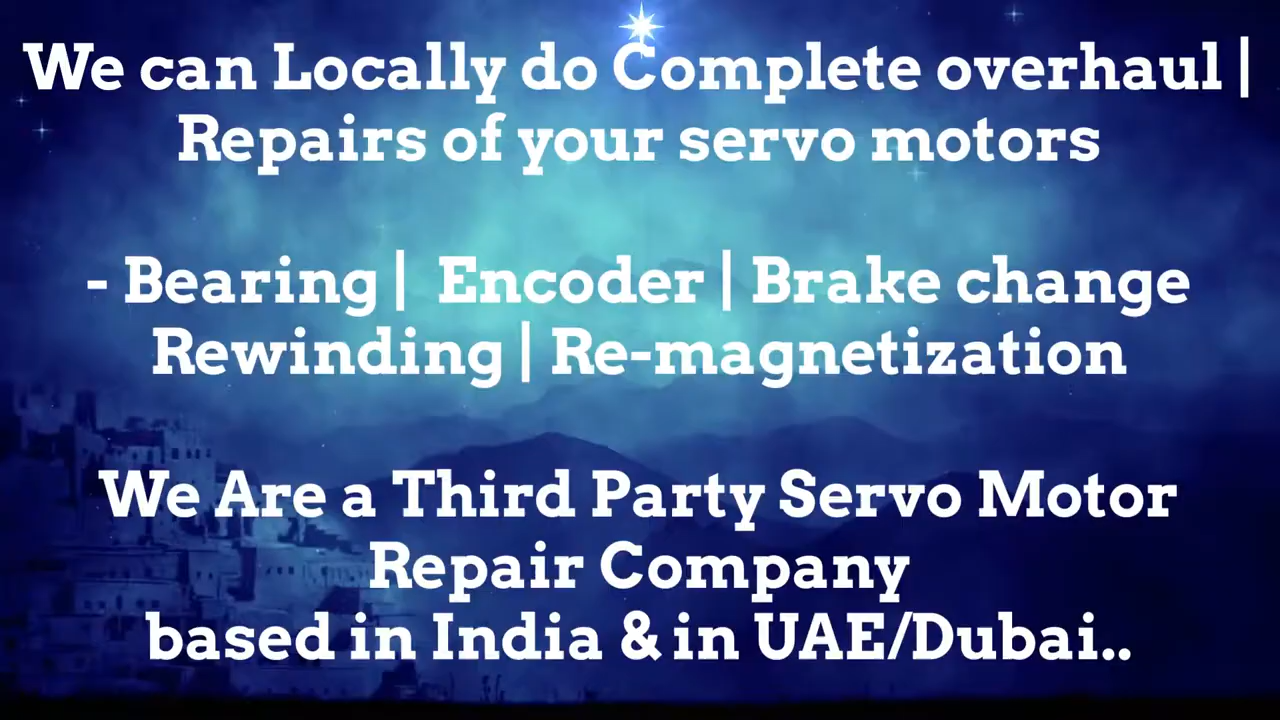 We can Locally do Complete overhaul |
Repairs of your servo motors
- Bearing |  Encoder | Brake change
Rewinding | Re-magnetization
We Are a Third Party Servo Motor
Repair Company
based in India & in UAE/Dubai..